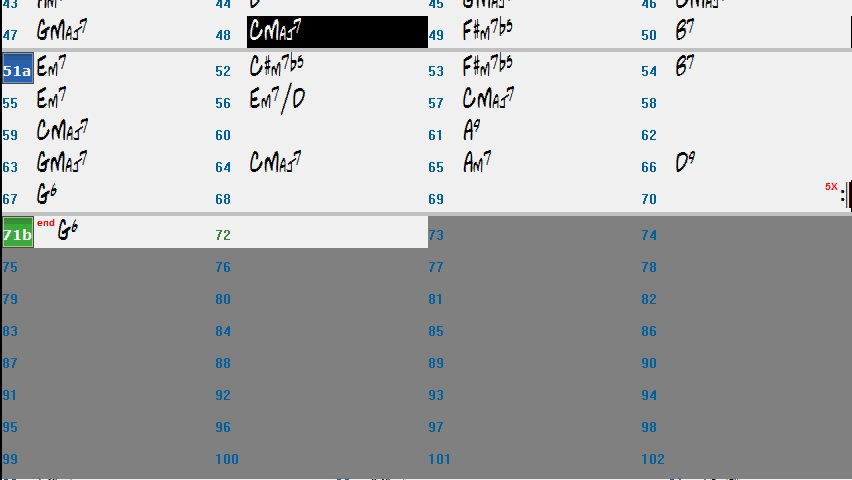 43 44 45 46
47 GMaj7 48 CMaj7 49 F#m7b5 50 B7
51a Em7 52 C#m7b5 53 F#m7b5 54 B7
55 Em7 56 Em7/D 57 CMaj7 58
59 CMaj7 60 61 A9 62
63 GMaj7 64 CMaj7 65 Am7 66 D9
67 G6 68 69 70 5X
71b end G6 72 73 74
75 76 77 78
79 80 81 82
83 84 85 86
87 88 89 90
91 92 93 94
95 96 97 98
99 100 101 102